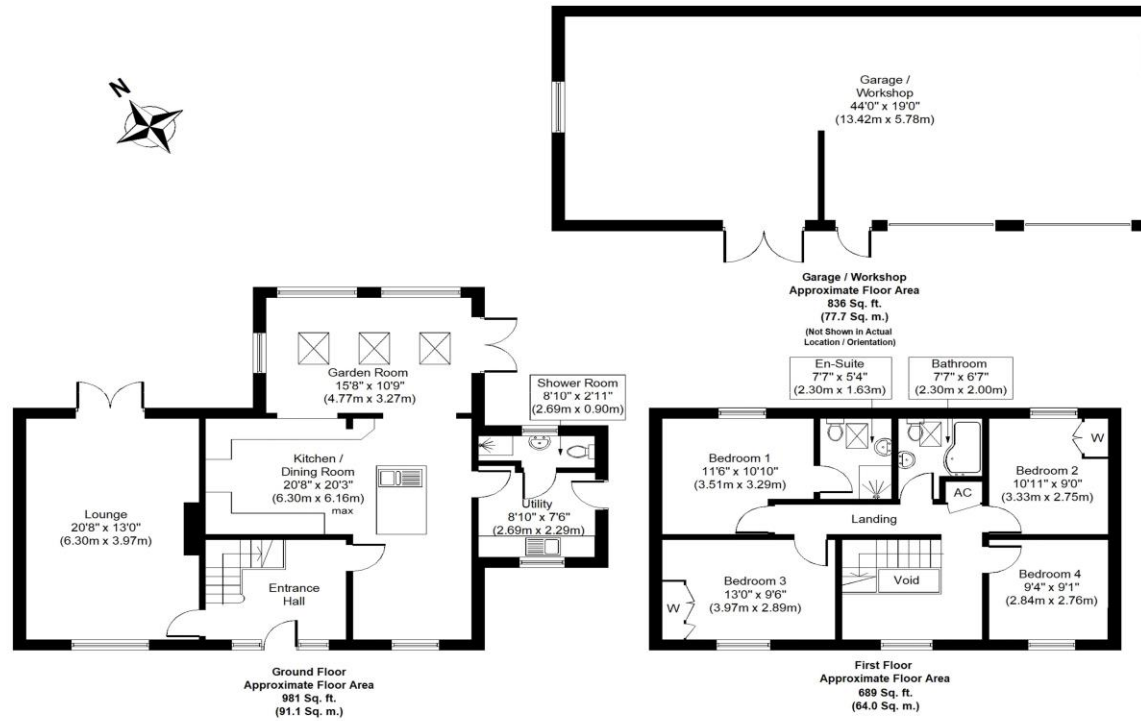 N
Garage /
Workshop
44'0" x 19'0"
(13.42m x 5.78m)
Garage / Workshop
Approximate Floor Area
836 Sq. ft.
(77.7 Sq. m.)
(Not Shown in Actual
Location / Orientation)
Garden Room
15'8" x 10'9"
(4.77m x 3.27m)
Shower Room
8'10" x 2'11"
(2.69m x 0.90m)
Kitchen /
Dining Room
20'8" x 20'3"
(6.30m x 6.16m)
max
Utility
8'10" x 7'6"
(2.69m x 2.29m)
Lounge
20'8" x 13'0"
(6.30m x 3.97m)
Entrance
Hall
Ground Floor
Approximate Floor Area
981 Sq. ft.
(91.1 Sq. m.)
En-Suite
7'7" x 5'4"
(2.30m x 1.63m)
Bathroom
7'7" x 6'7"
(2.30m x 2.00m)
Bedroom 1
11'6" x 10'10"
(3.51m x 3.29m)
W
Bedroom 2
10'11" x 9'0"
(3.33m x 2.75m)
AC
Landing
Bedroom 3
13'0" x 9'6"
(3.97m x 2.89m)
W
Void
Bedroom 4
9'4" x 9'1"
(2.84m x 2.76m)
First Floor
Approximate Floor Area
689 Sq. ft.
(64.0 Sq. m.)